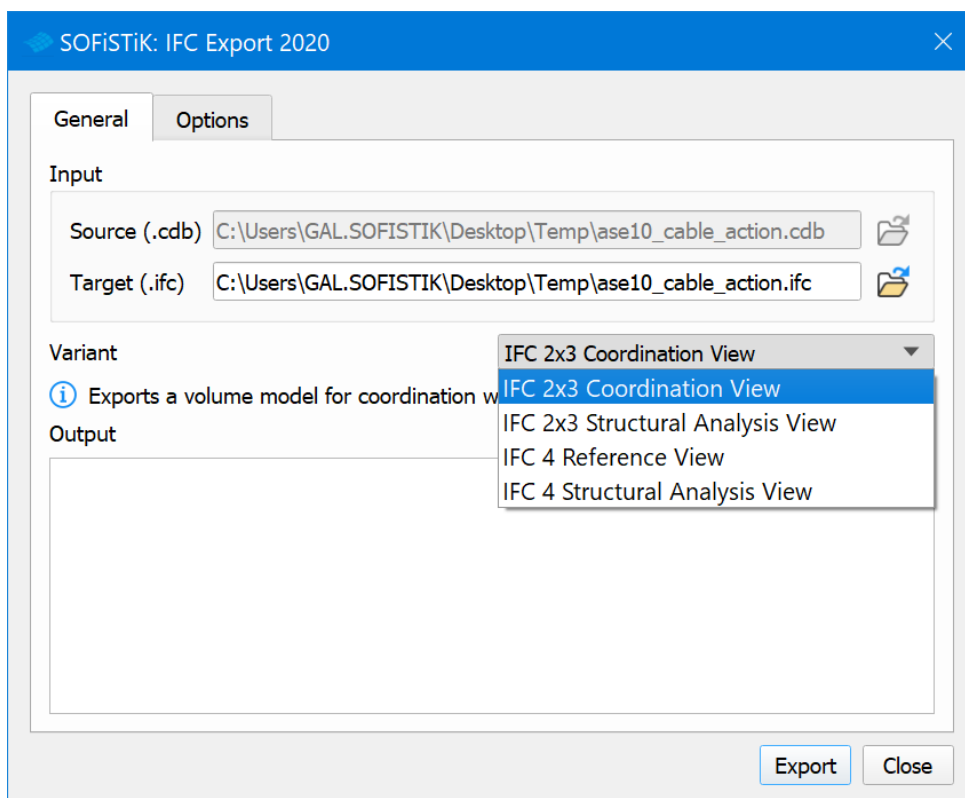 SOFiSTiK: IFC Export 2020
General Options
Input
Source (.cdb) C:\Users\GAL.SOFISTIK\Desktop\Temp\ase10_cable_action.cdb
Target (.ifc) C:\Users\GAL.SOFISTIK\Desktop\Temp\ase10_cable_action.ifc
Variant IFC 2x3 Coordination View
Exports a volume model for coordination
IFC 2x3 Coordination View
IFC 2x3 Structural Analysis View
IFC 4 Reference View
IFC 4 Structural Analysis View
Output
Export Close